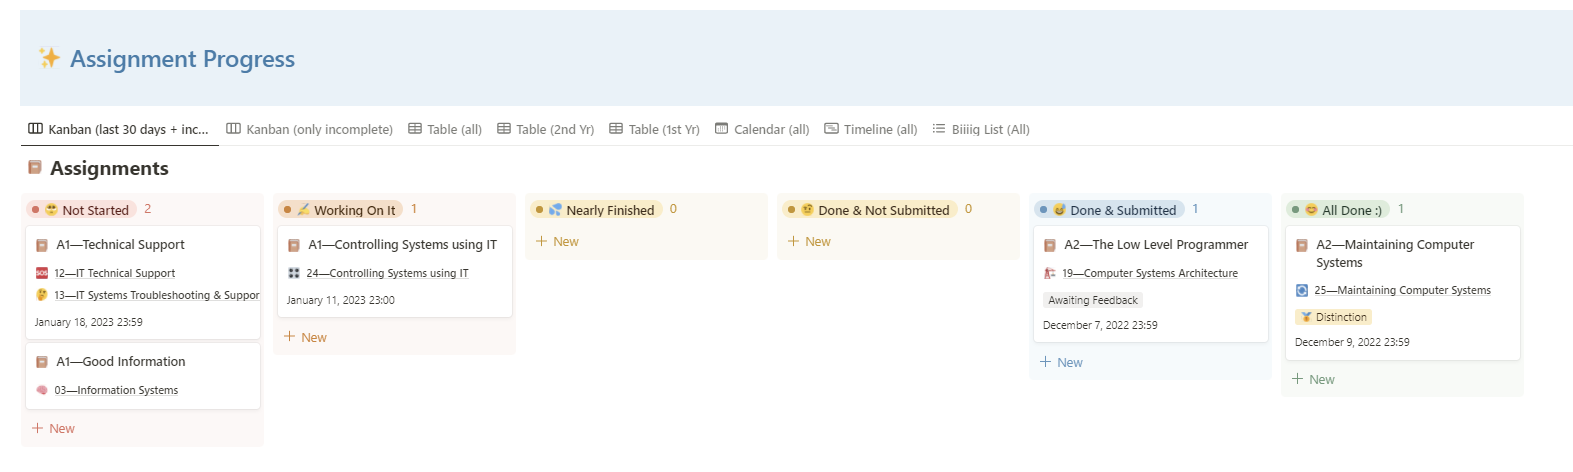 ✨ Assignment Progress
Kanban (last 30 days + inc...
Kanban (only incomplete)
Table (all)
Table (2nd Yr)
Table (1st Yr)
Calendar (all)
Timeline (all)
Biiiig List (All)
Assignments
Not Started 2
A1—Technical Support
12—IT Technical Support
13—IT Systems Troubleshooting & Suppor
January 18, 2023 23:59
A1—Good Information
03—Information Systems
+ New
Working On It 1
A1—Controlling Systems using IT
24—Controlling Systems using IT
January 11, 2023 23:00
+ New
Nearly Finished 0
+ New
Done & Not Submitted 0
+ New
Done & Submitted 1
A2—The Low Level Programmer
19—Computer Systems Architecture
Awaiting Feedback
December 7, 2022 23:59
+ New
All Done :) 1
A2—Maintaining Computer
Systems
25—Maintaining Computer Systems
Distinction
December 9, 2022 23:59
+ New